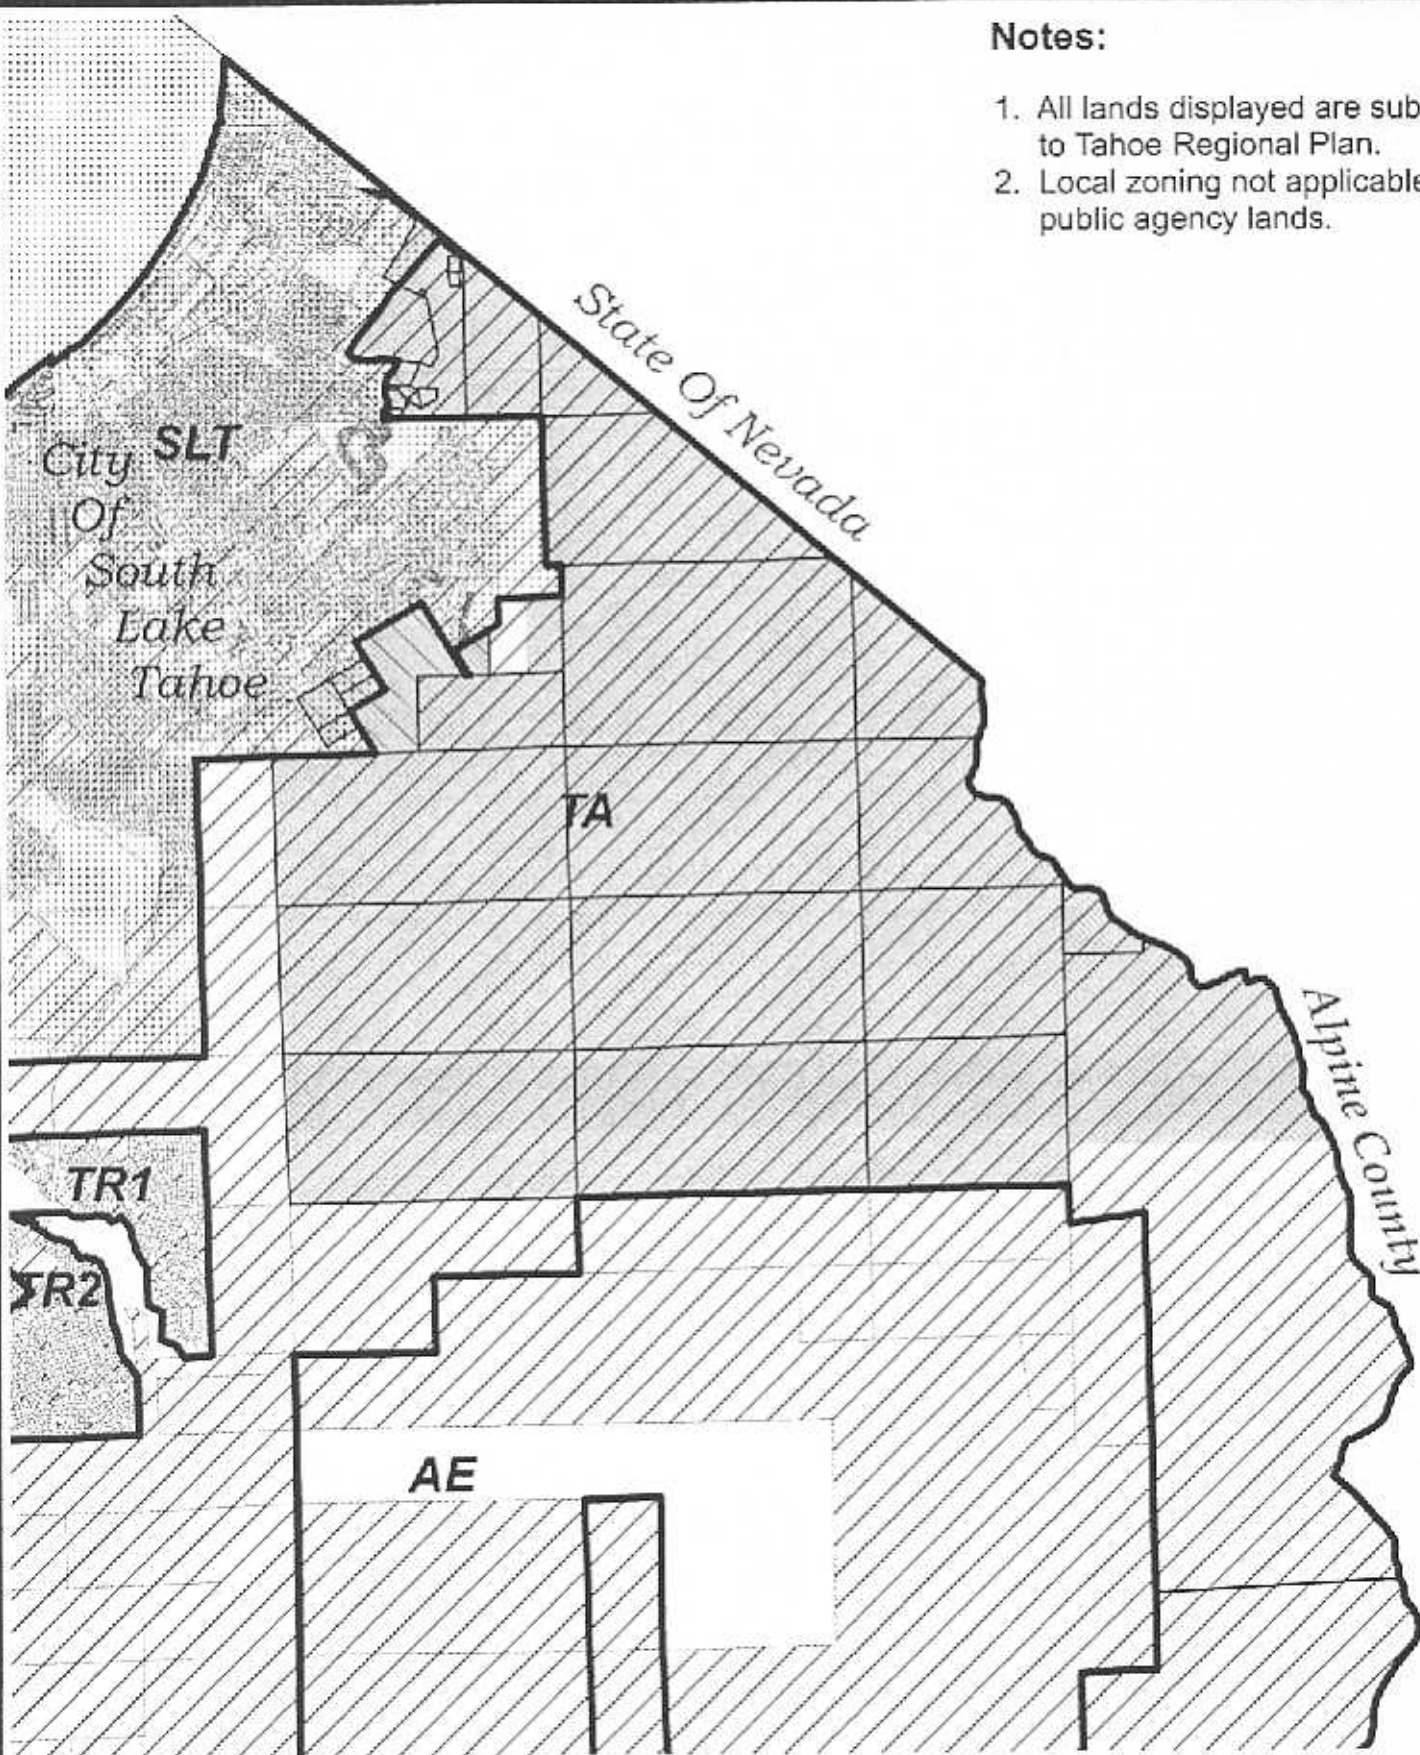 Notes:
1. All lands displayed are sub
to Tahoe Regional Plan.
2. Local zoning not applicable
public agency lands.
State Of Nevada
SLT
City
Of
South
Lake
Tahoe
TA
Alpine County
TR1
TR2
AE